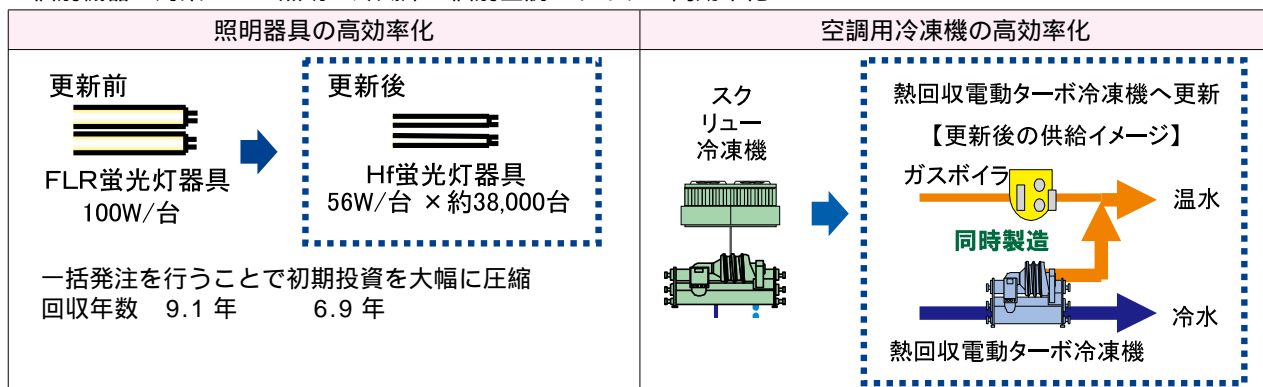 照明器具の高効率化
更新前
FLR蛍光灯器具
100W/台
更新後
Hf蛍光灯器具
56W/台 ×約38,000台
一括発注を行うことで初期投資を大幅に圧縮
回収年数 9.1 年 6.9 年
空調用冷凍機の高効率化
スク
リュー
冷凍機
熱回収電動ターボ冷凍機へ更新
【更新後の供給イメージ】
ガスボイラ
温水
同時製造
冷水
熱回収電動ターボ冷凍機